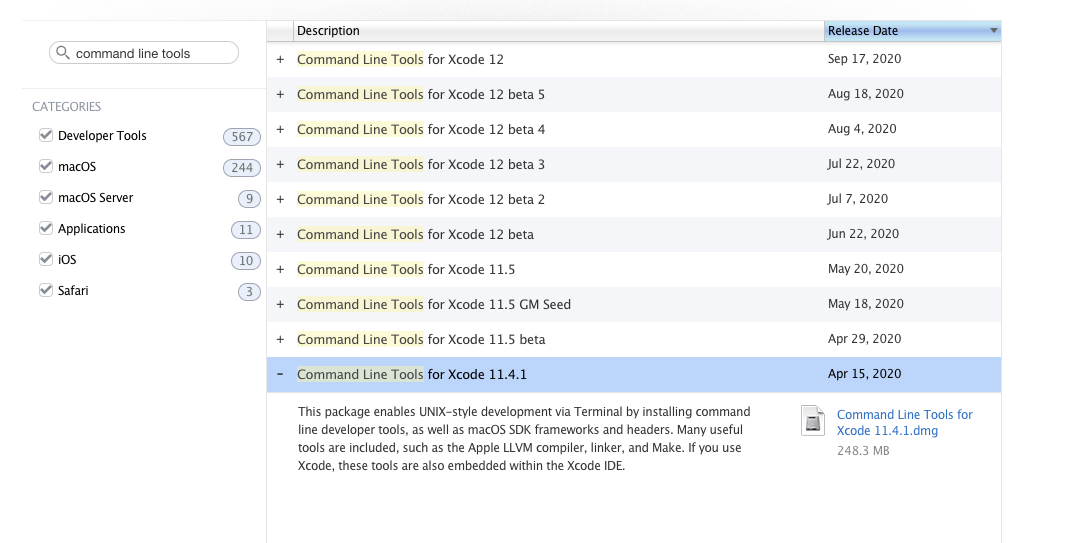 command line tools
CATEGORIES
Developer Tools 567
macOS 244
macOS Server 9
Applications 11
iOS 10
Safari 3
Description Release Date
+ Command Line Tools for Xcode 12 Sep 17, 2020
+ Command Line Tools for Xcode 12 beta 5 Aug 18, 2020
+ Command Line Tools for Xcode 12 beta 4 Aug 4, 2020
+ Command Line Tools for Xcode 12 beta 3 Jul 22, 2020
+ Command Line Tools for Xcode 12 beta 2 Jul 7, 2020
+ Command Line Tools for Xcode 12 beta Jun 22, 2020
+ Command Line Tools for Xcode 11.5 May 20, 2020
+ Command Line Tools for Xcode 11.5 GM Seed May 18, 2020
+ Command Line Tools for Xcode 11.5 beta Apr 29, 2020
− Command Line Tools for Xcode 11.4.1 Apr 15, 2020
This package enables UNIX-style development via Terminal by installing command
line developer tools, as well as macOS SDK frameworks and headers. Many useful
tools are included, such as the Apple LLVM compiler, linker, and Make. If you use
Xcode, these tools are also embedded within the Xcode IDE.
Command Line Tools for
Xcode 11.4.1.dmg
248.3 MB